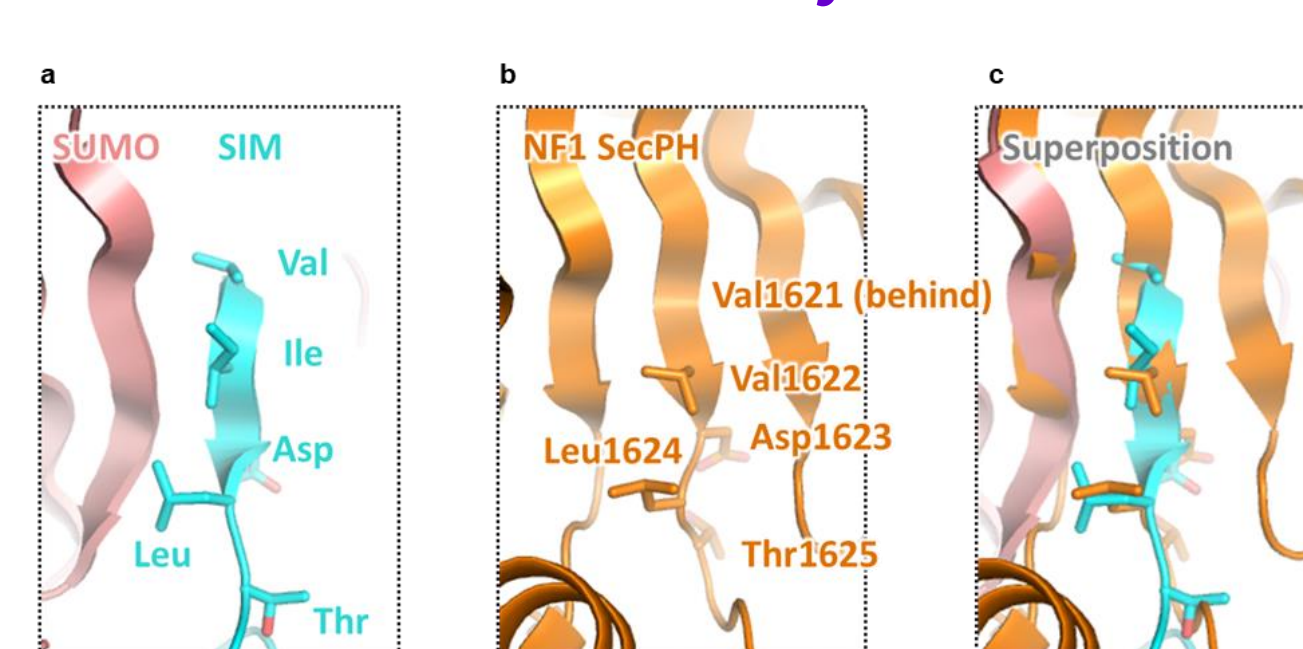 a
b
c
SUMO SIM
NF1 SecPH
Superposition
Val
Ile
Asp
Leu
Thr
Val1621 (behind)
Val1622
Asp1623
Leu1624
Thr1625